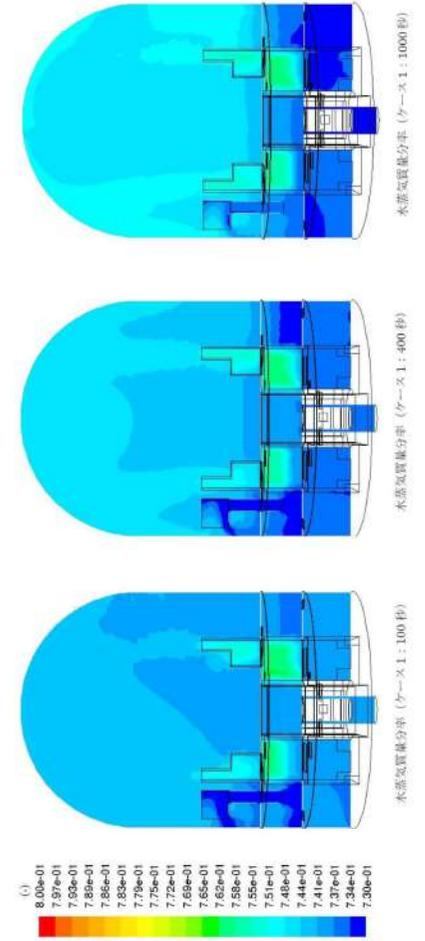 (-)
8.00e-01
7.97e-01
7.93e-01
7.89e-01
7.86e-01
7.83e-01
7.79e-01
7.75e-01
7.72e-01
7.69e-01
7.65e-01
7.62e-01
7.58e-01
7.55e-01
7.51e-01
7.48e-01
7.44e-01
7.41e-01
7.37e-01
7.34e-01
7.30e-01
水蒸気質量分率（ケース1：100秒）
水蒸気質量分率（ケース1：400秒）
水蒸気質量分率（ケース1：1000秒）